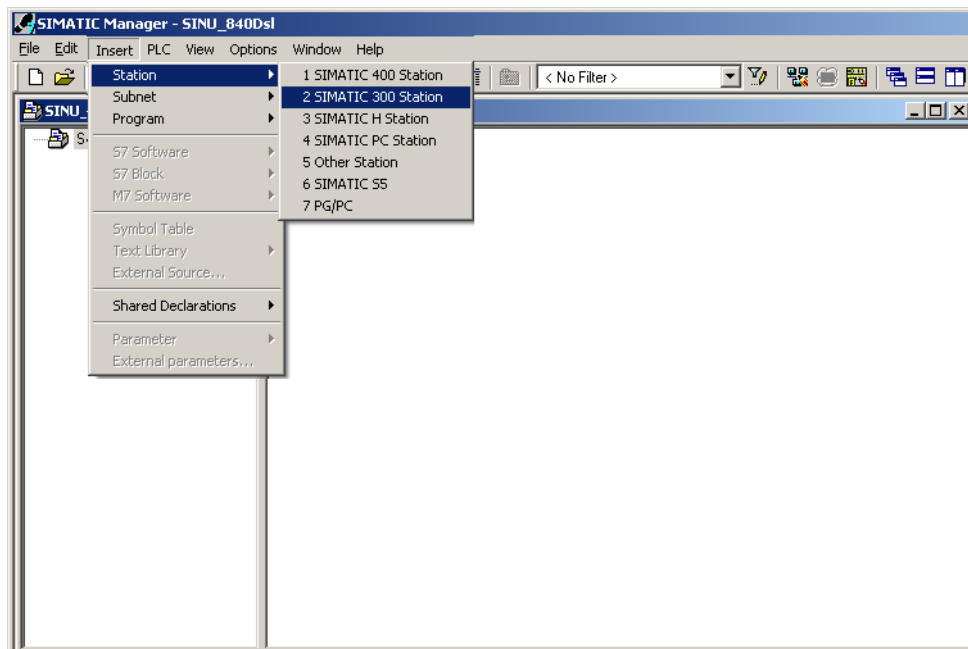 SIMATIC Manager - SINU_840Dsl
File Edit Insert PLC View Options Window Help
< No Filter >
SINU_
S
Station
Subnet
Program
S7 Software
S7 Block
M7 Software
Symbol Table
Text Library
External Source...
Shared Declarations
Parameter
External parameters...
1 SIMATIC 400 Station
2 SIMATIC 300 Station
3 SIMATIC H Station
4 SIMATIC PC Station
5 Other Station
6 SIMATIC S5
7 PG/PC